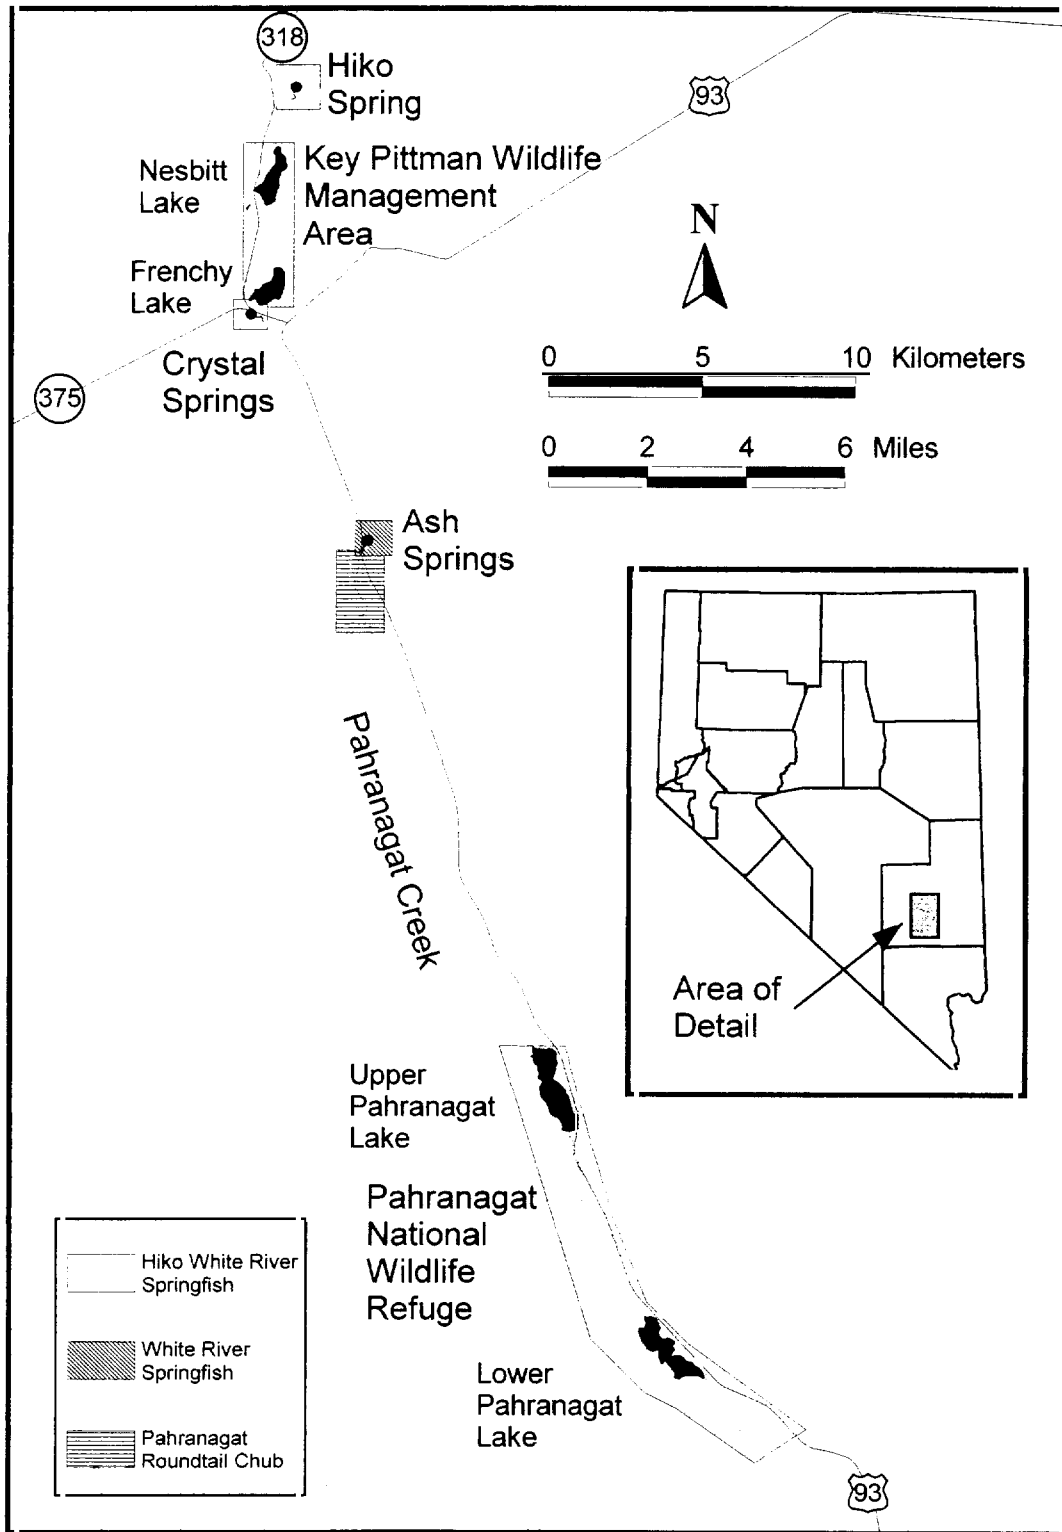 318
Hiko
Spring
93
Nesbitt
Lake
Key Pittman Wildlife
Management
Area
N
Frenchy
Lake
0 5 10 Kilometers
Crystal
Springs
375
0 2 4 6 Miles
Ash
Springs
Pahranagat Creek
Area of
Detail
Upper
Pahranagat
Lake
Pahranagat
National
Wildlife
Refuge
Hiko White River
Springfish
White River
Springfish
Pahranagat
Roundtail Chub
Lower
Pahranagat
Lake
93